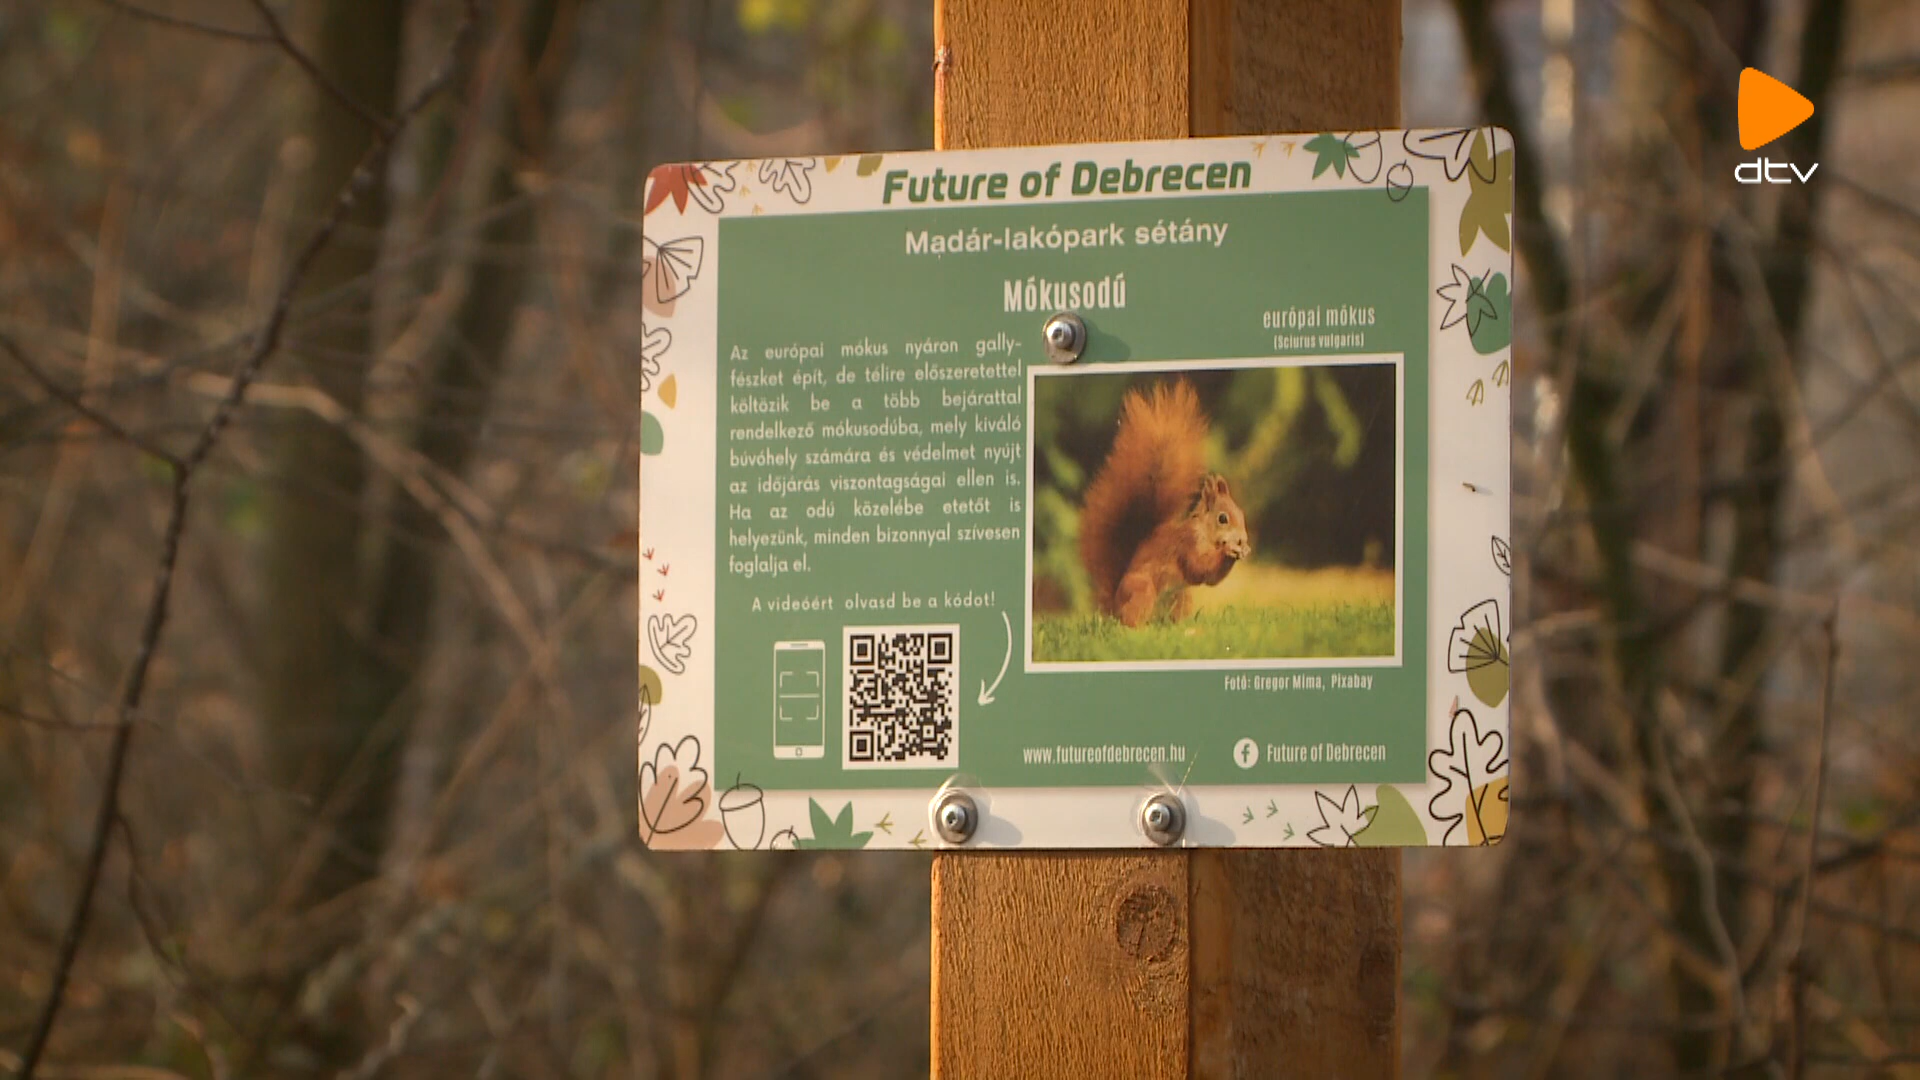 dtv
Future of Debrecen
Madár-lakópark sétány
Mókusodú
európai mókus
(Sciurus vulgaris)
Az európai mókus nyáron gally-
fészket épít, de télire előszeretettel
költözik be a több bejárattal
rendelkező mókusodúba, mely kiváló
búvóhely számára és védelmet nyújt
az időjárás viszontagságai ellen is.
Ha az odú közelébe etetőt is
helyezünk, minden bizonnyal szívesen
foglalja el.
A videóért olvasd be a kódot!
Fotó: Gregor Mima, Pixabay
www.futureofdebrecen.hu
Future of Debrecen